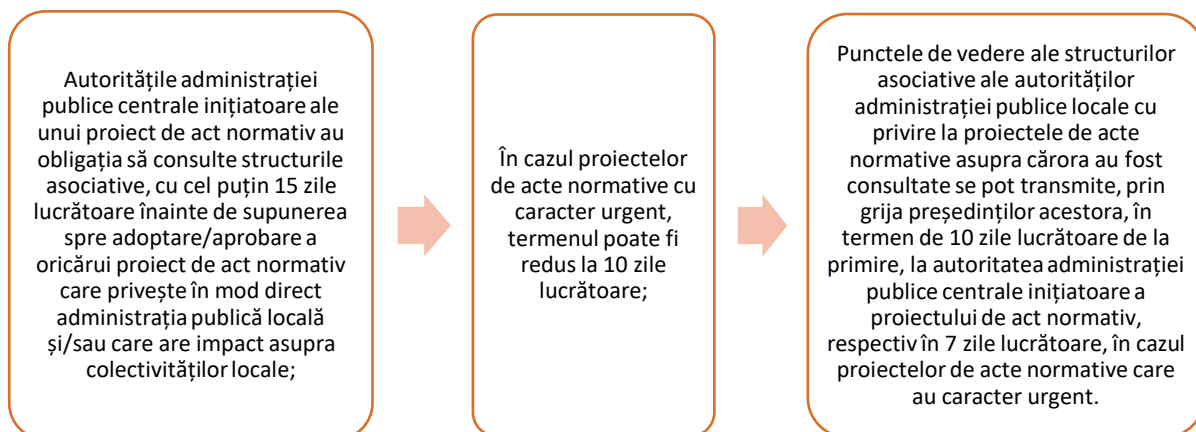 Autoritățile administrației
publice centrale inițiatoare ale
unui proiect de act normativ au
obligația să consulte structurile
asociative, cu cel puțin 15 zile
lucrătoare înainte de supunerea
spre adoptare/aprobare a
oricărui proiect de act normativ
care privește în mod direct
administrația publică locală
și/sau care are impact asupra
colectivităților locale;
În cazul proiectelor
de acte normative cu
caracter urgent,
termenul poate fi
redus la 10 zile
lucrătoare;
Punctele de vedere ale structurilor
asociative ale autorităților
administrației publice locale cu
privire la proiectele de acte
normative asupra cărora au fost
consultate se pot transmite, prin
grija președinților acestora, în
termen de 10 zile lucrătoare de la
primire, la autoritatea administrației
publice centrale inițiatoare a
proiectului de act normativ,
respectiv în 7 zile lucrătoare, în cazul
proiectelor de acte normative care
au caracter urgent.